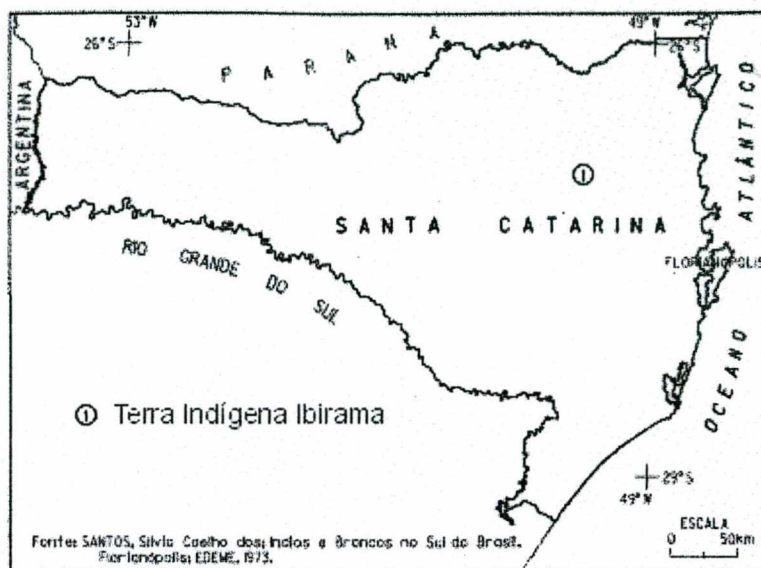 53°W
49°W
26°S
26°S
PARANÁ
ARGENTINA
ATLÂNTICO
SANTA CATARINA
FLORIANÓPOLIS
RIO GRANDE DO SUL
OCEANO
① Terra Indígena Ibirama
29°S
49°W
ESCALA
0 50km
Fonte: SANTOS, Sílvio Coelho dos; Índios e Brancos no Sul do Brasil.
Florianópolis; EDEME, 1973.